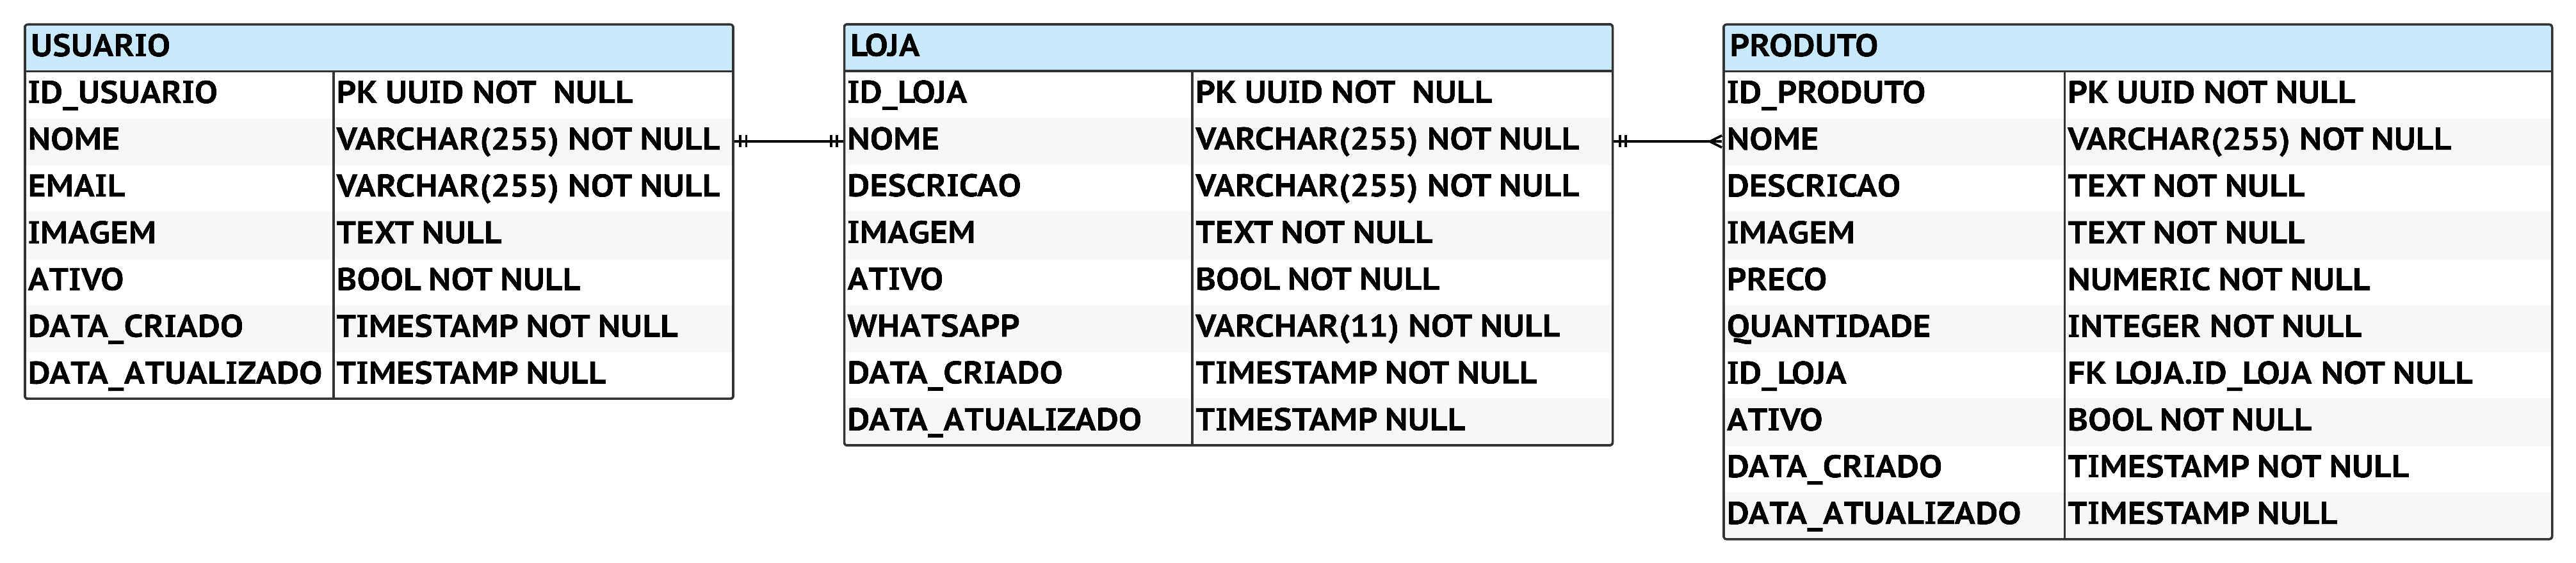 USUARIO
ID_USUARIO PK UUID NOT NULL
NOME VARCHAR(255) NOT NULL
EMAIL VARCHAR(255) NOT NULL
IMAGEM TEXT NULL
ATIVO BOOL NOT NULL
DATA_CRIADO TIMESTAMP NOT NULL
DATA_ATUALIZADO TIMESTAMP NULL
LOJA
ID_LOJA PK UUID NOT NULL
NOME VARCHAR(255) NOT NULL
DESCRICAO VARCHAR(255) NOT NULL
IMAGEM TEXT NOT NULL
ATIVO BOOL NOT NULL
WHATSAPP VARCHAR(11) NOT NULL
DATA_CRIADO TIMESTAMP NOT NULL
DATA_ATUALIZADO TIMESTAMP NULL
PRODUTO
ID_PRODUTO PK UUID NOT NULL
NOME VARCHAR(255) NOT NULL
DESCRICAO TEXT NOT NULL
IMAGEM TEXT NOT NULL
PRECO NUMERIC NOT NULL
QUANTIDADE INTEGER NOT NULL
ID_LOJA FK LOJA.ID_LOJA NOT NULL
ATIVO BOOL NOT NULL
DATA_CRIADO TIMESTAMP NOT NULL
DATA_ATUALIZADO TIMESTAMP NULL